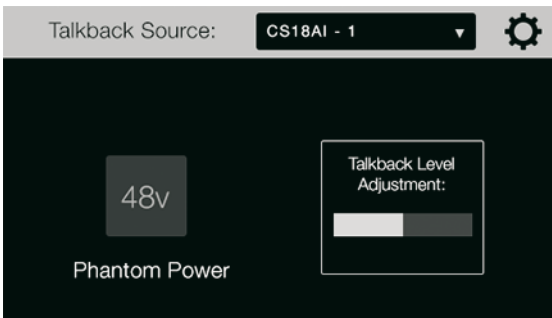 Talkback Source:
CS18AI - 1
48v
Phantom Power
Talkback Level
Adjustment: